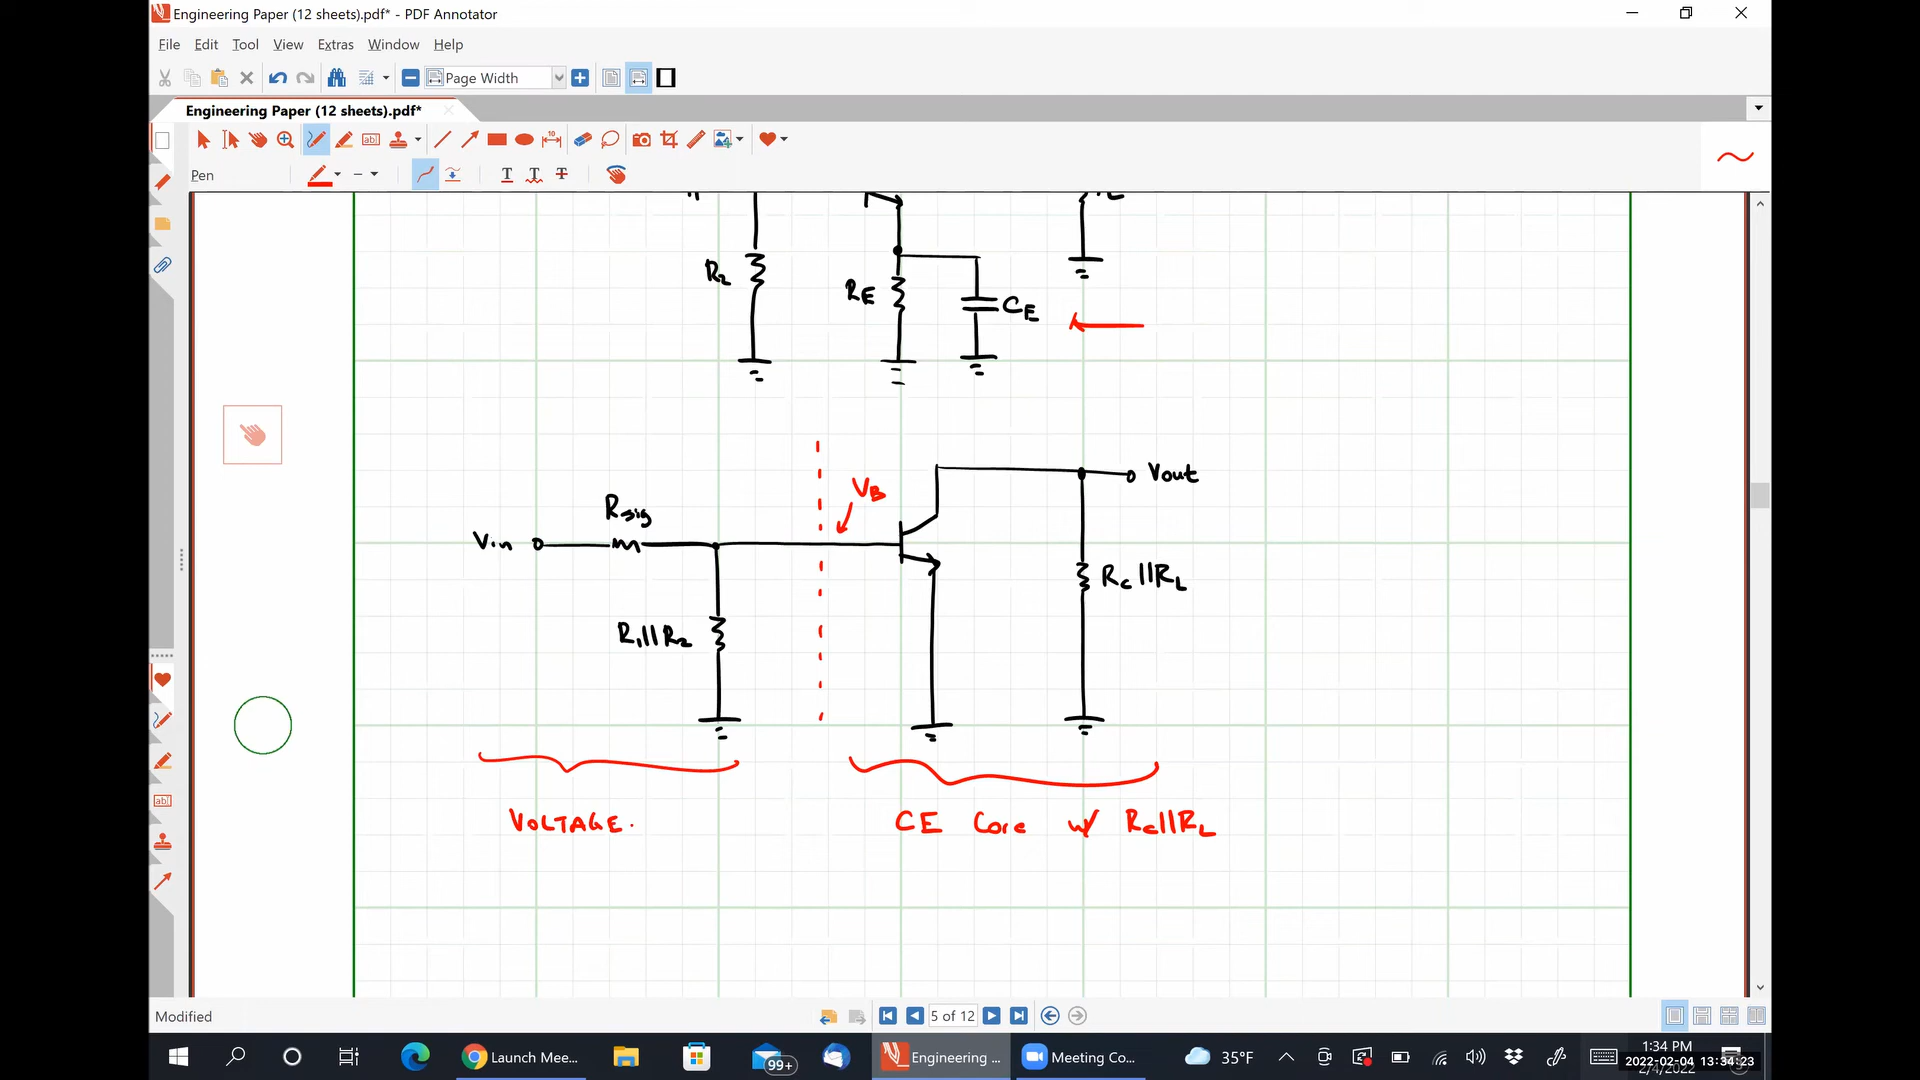 Engineering Paper (12 sheets).pdf* - PDF Annotator
File Edit Tool View Extras Window Help
Page Width
Engineering Paper (12 sheets).pdf*
Pen
R2
RE
CE
VB
Vout
Rsig
Vin
RC||RL
R1||R2
VOLTAGE.
CE Core w/ RC||RL
Modified
5 of 12
Launch Mee...
99+
Engineering ...
Meeting Co...
35°F
1:34 PM
2022-02-04 13:34:23